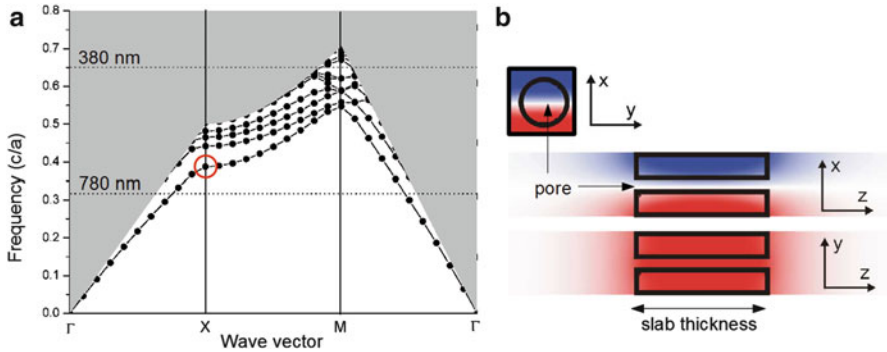 a
Frequency (c/a)
0.8
0.7
0.6
0.5
0.4
0.3
0.2
0.1
0.0
380 nm
780 nm
Γ X M Γ
Wave vector
b
x
y
pore
x
z
y
z
slab thickness